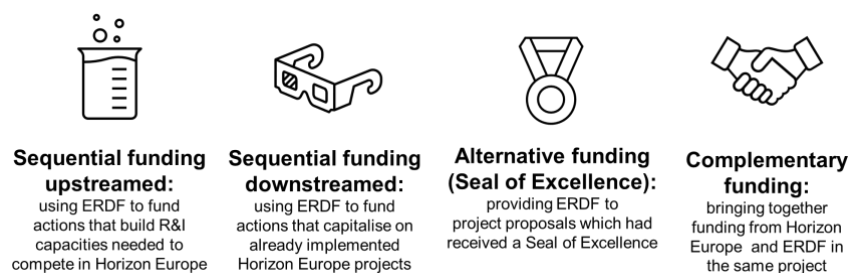 Sequential funding
upstreamed:
using ERDF to fund
actions that build R&I
capacities needed to
compete in Horizon Europe
Sequential funding
downstreamed:
using ERDF to fund
actions that capitalise on
already implemented
Horizon Europe projects
Alternative funding
(Seal of Excellence):
providing ERDF to
project proposals which had
received a Seal of Excellence
Complementary
funding:
bringing together
funding from Horizon
Europe and ERDF in
the same project